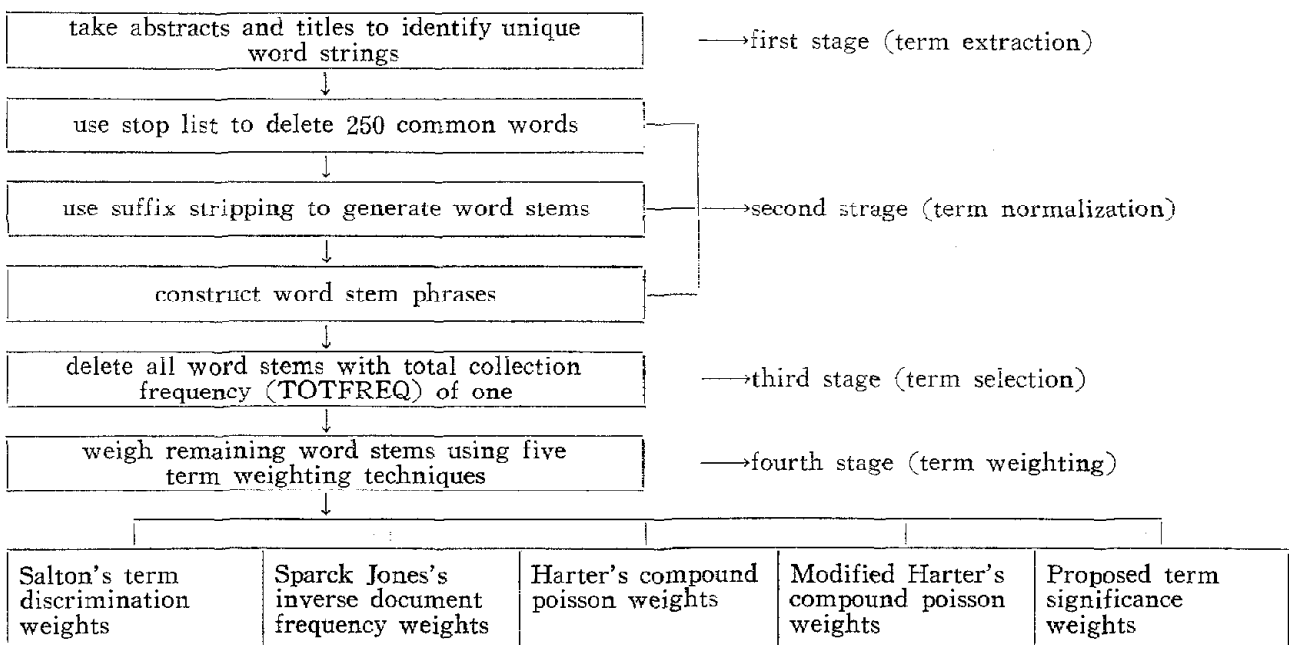 take abstracts and titles to identify unique
word strings
→first stage (term extraction)
use stop list to delete 250 common words
use suffix stripping to generate word stems
→second strage (term normalization)
construct word stem phrases
delete all word stems with total collection
frequency (TOTFREQ) of one
→third stage (term selection)
weigh remaining word stems using five
term weighting techniques
→fourth stage (term weighting)
Salton's term
discrimination
weights
Sparck Jones's
inverse document
frequency weights
Harter's compound
poisson weights
Modified Harter's
compound poisson
weights
Proposed term
significance
weights